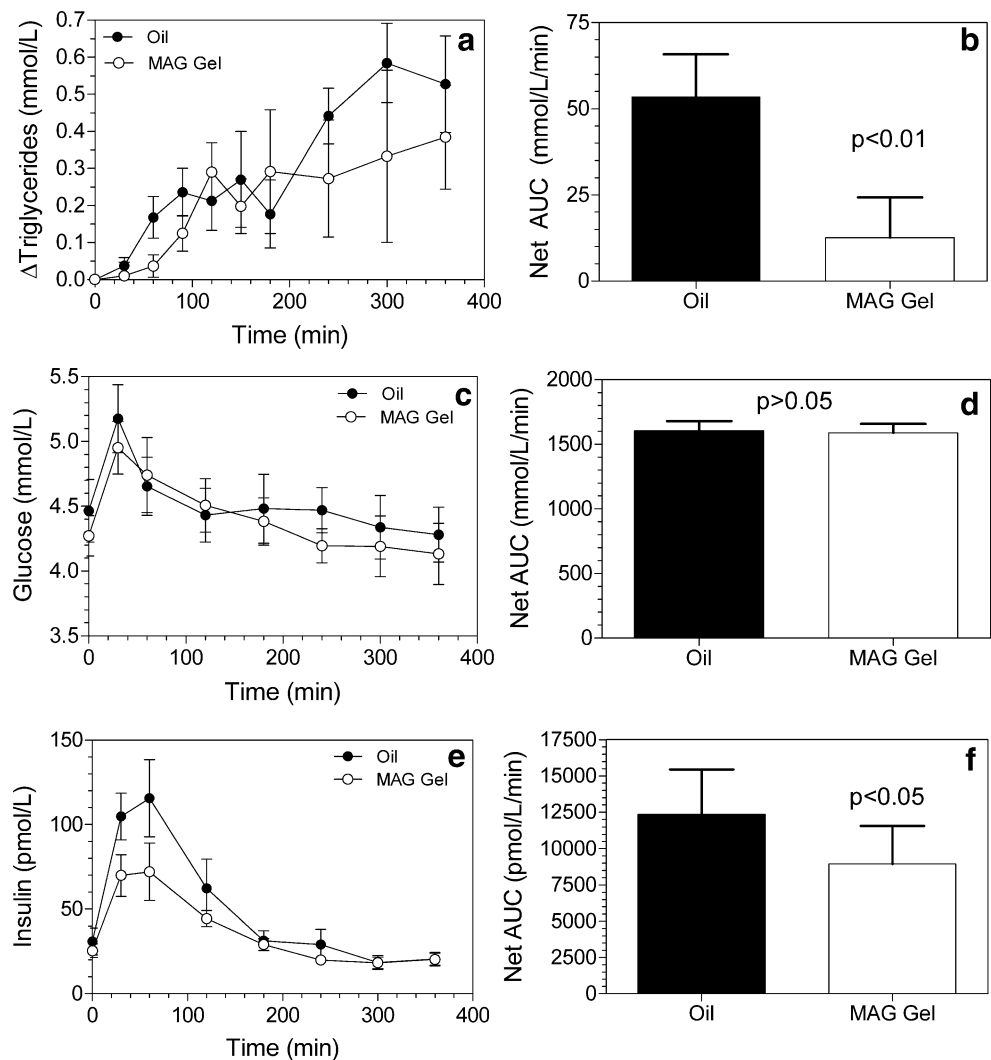 a
Oil
MAG Gel
ΔTriglycerides (mmol/L)
0.7
0.6
0.5
0.4
0.3
0.2
0.1
0.0
0 100 200 300 400
Time (min)
b
Net AUC (mmol/L/min)
75
50
25
0
p<0.01
Oil MAG Gel
c
Oil
MAG Gel
Glucose (mmol/L)
5.5
5.0
4.5
4.0
3.5
0 100 200 300 400
Time (min)
d
Net AUC (mmol/L/min)
2000
1500
1000
500
0
p>0.05
Oil MAG Gel
e
Oil
MAG Gel
Insulin (pmol/L)
150
100
50
0
0 100 200 300 400
Time (min)
f
Net AUC (pmol/L/min)
17500
15000
12500
10000
7500
5000
2500
0
p<0.05
Oil MAG Gel